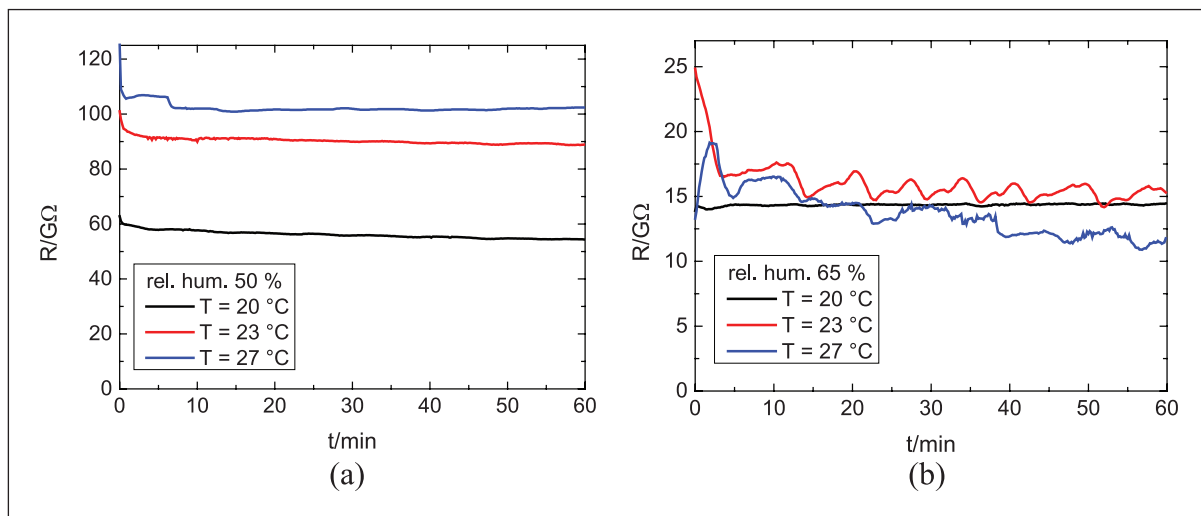 120
100
80
60
40
20
0
R/GΩ
rel. hum. 50 %
T = 20 °C
T = 23 °C
T = 27 °C
0 10 20 30 40 50 60
t/min
(a)
25
20
15
10
5
0
R/GΩ
rel. hum. 65 %
T = 20 °C
T = 23 °C
T = 27 °C
0 10 20 30 40 50 60
t/min
(b)